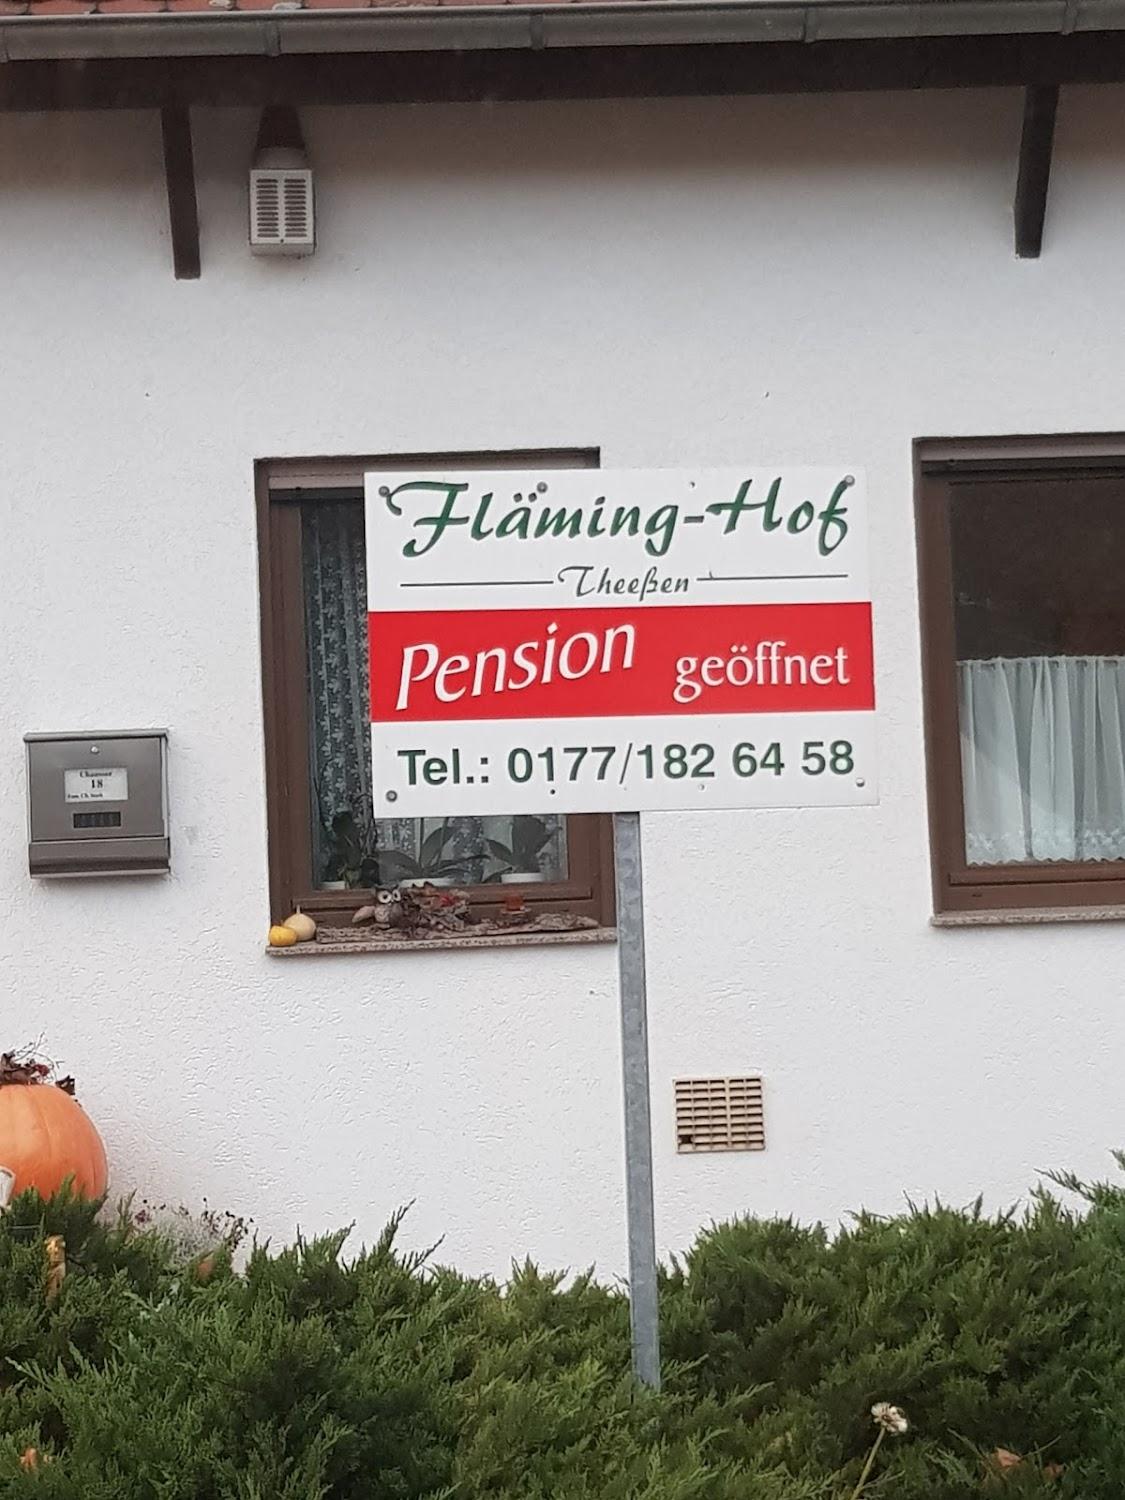 Fläming-Hof
Theeßen
Pension geöffnet
Tel.: 0177/182 64 58
18